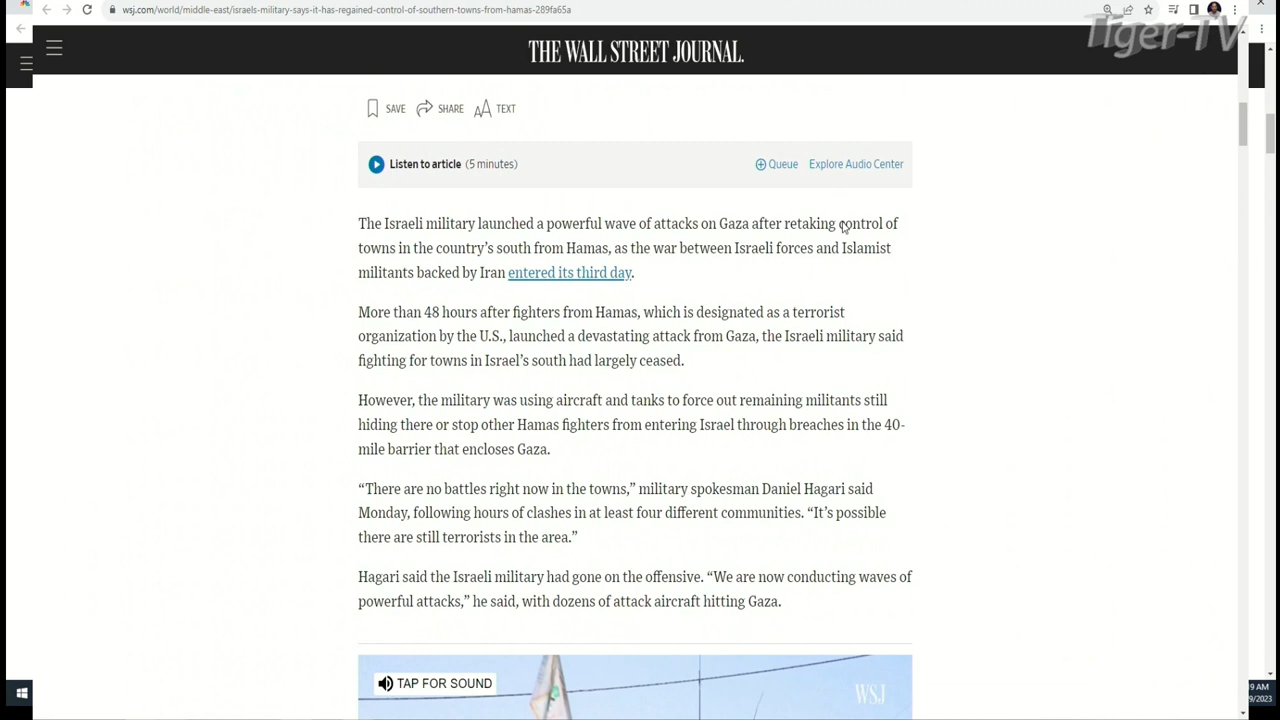 wsj.com/world/middle-east/israels-military-says-it-has-regained-control-of-southern-towns-from-hamas-289fa65a
Tiger-TV
THE WALL STREET JOURNAL.
SAVE SHARE AA TEXT
Listen to article (5 minutes) Queue Explore Audio Center
The Israeli military launched a powerful wave of attacks on Gaza after retaking control of
towns in the country’s south from Hamas, as the war between Israeli forces and Islamist
militants backed by Iran entered its third day.
More than 48 hours after fighters from Hamas, which is designated as a terrorist
organization by the U.S., launched a devastating attack from Gaza, the Israeli military said
fighting for towns in Israel’s south had largely ceased.
However, the military was using aircraft and tanks to force out remaining militants still
hiding there or stop other Hamas fighters from entering Israel through breaches in the 40-
mile barrier that encloses Gaza.
“There are no battles right now in the towns,” military spokesman Daniel Hagari said
Monday, following hours of clashes in at least four different communities. “It’s possible
there are still terrorists in the area.”
Hagari said the Israeli military had gone on the offensive. “We are now conducting waves of
powerful attacks,” he said, with dozens of attack aircraft hitting Gaza.
TAP FOR SOUND
WSJ
9 AM
9/2023